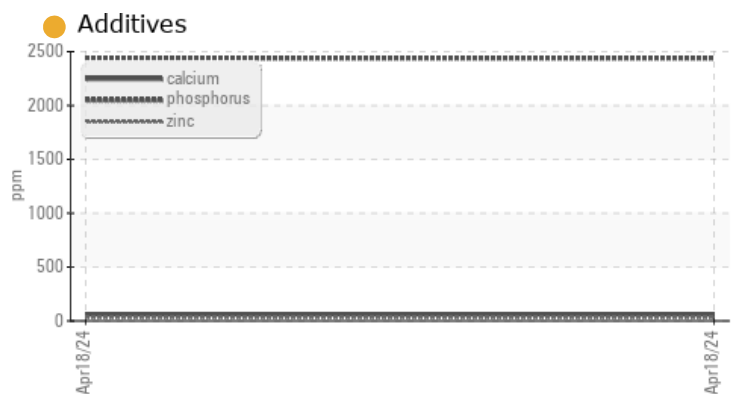 Additives
2500
2000
1500
1000
500
0
ppm
calcium
phosphorus
zinc
Apr18/24
Apr18/24